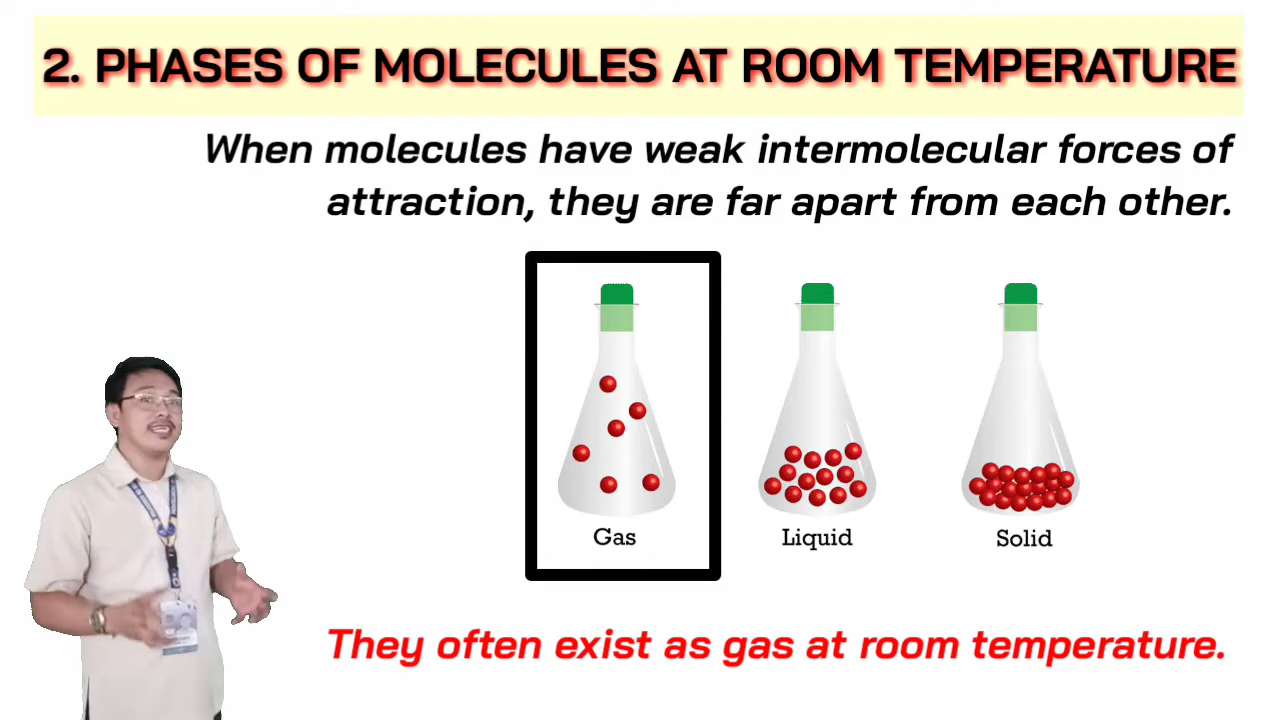 2. PHASES OF MOLECULES AT ROOM TEMPERATURE
When molecules have weak intermolecular forces of
attraction, they are far apart from each other.
Gas
Liquid
Solid
They often exist as gas at room temperature.